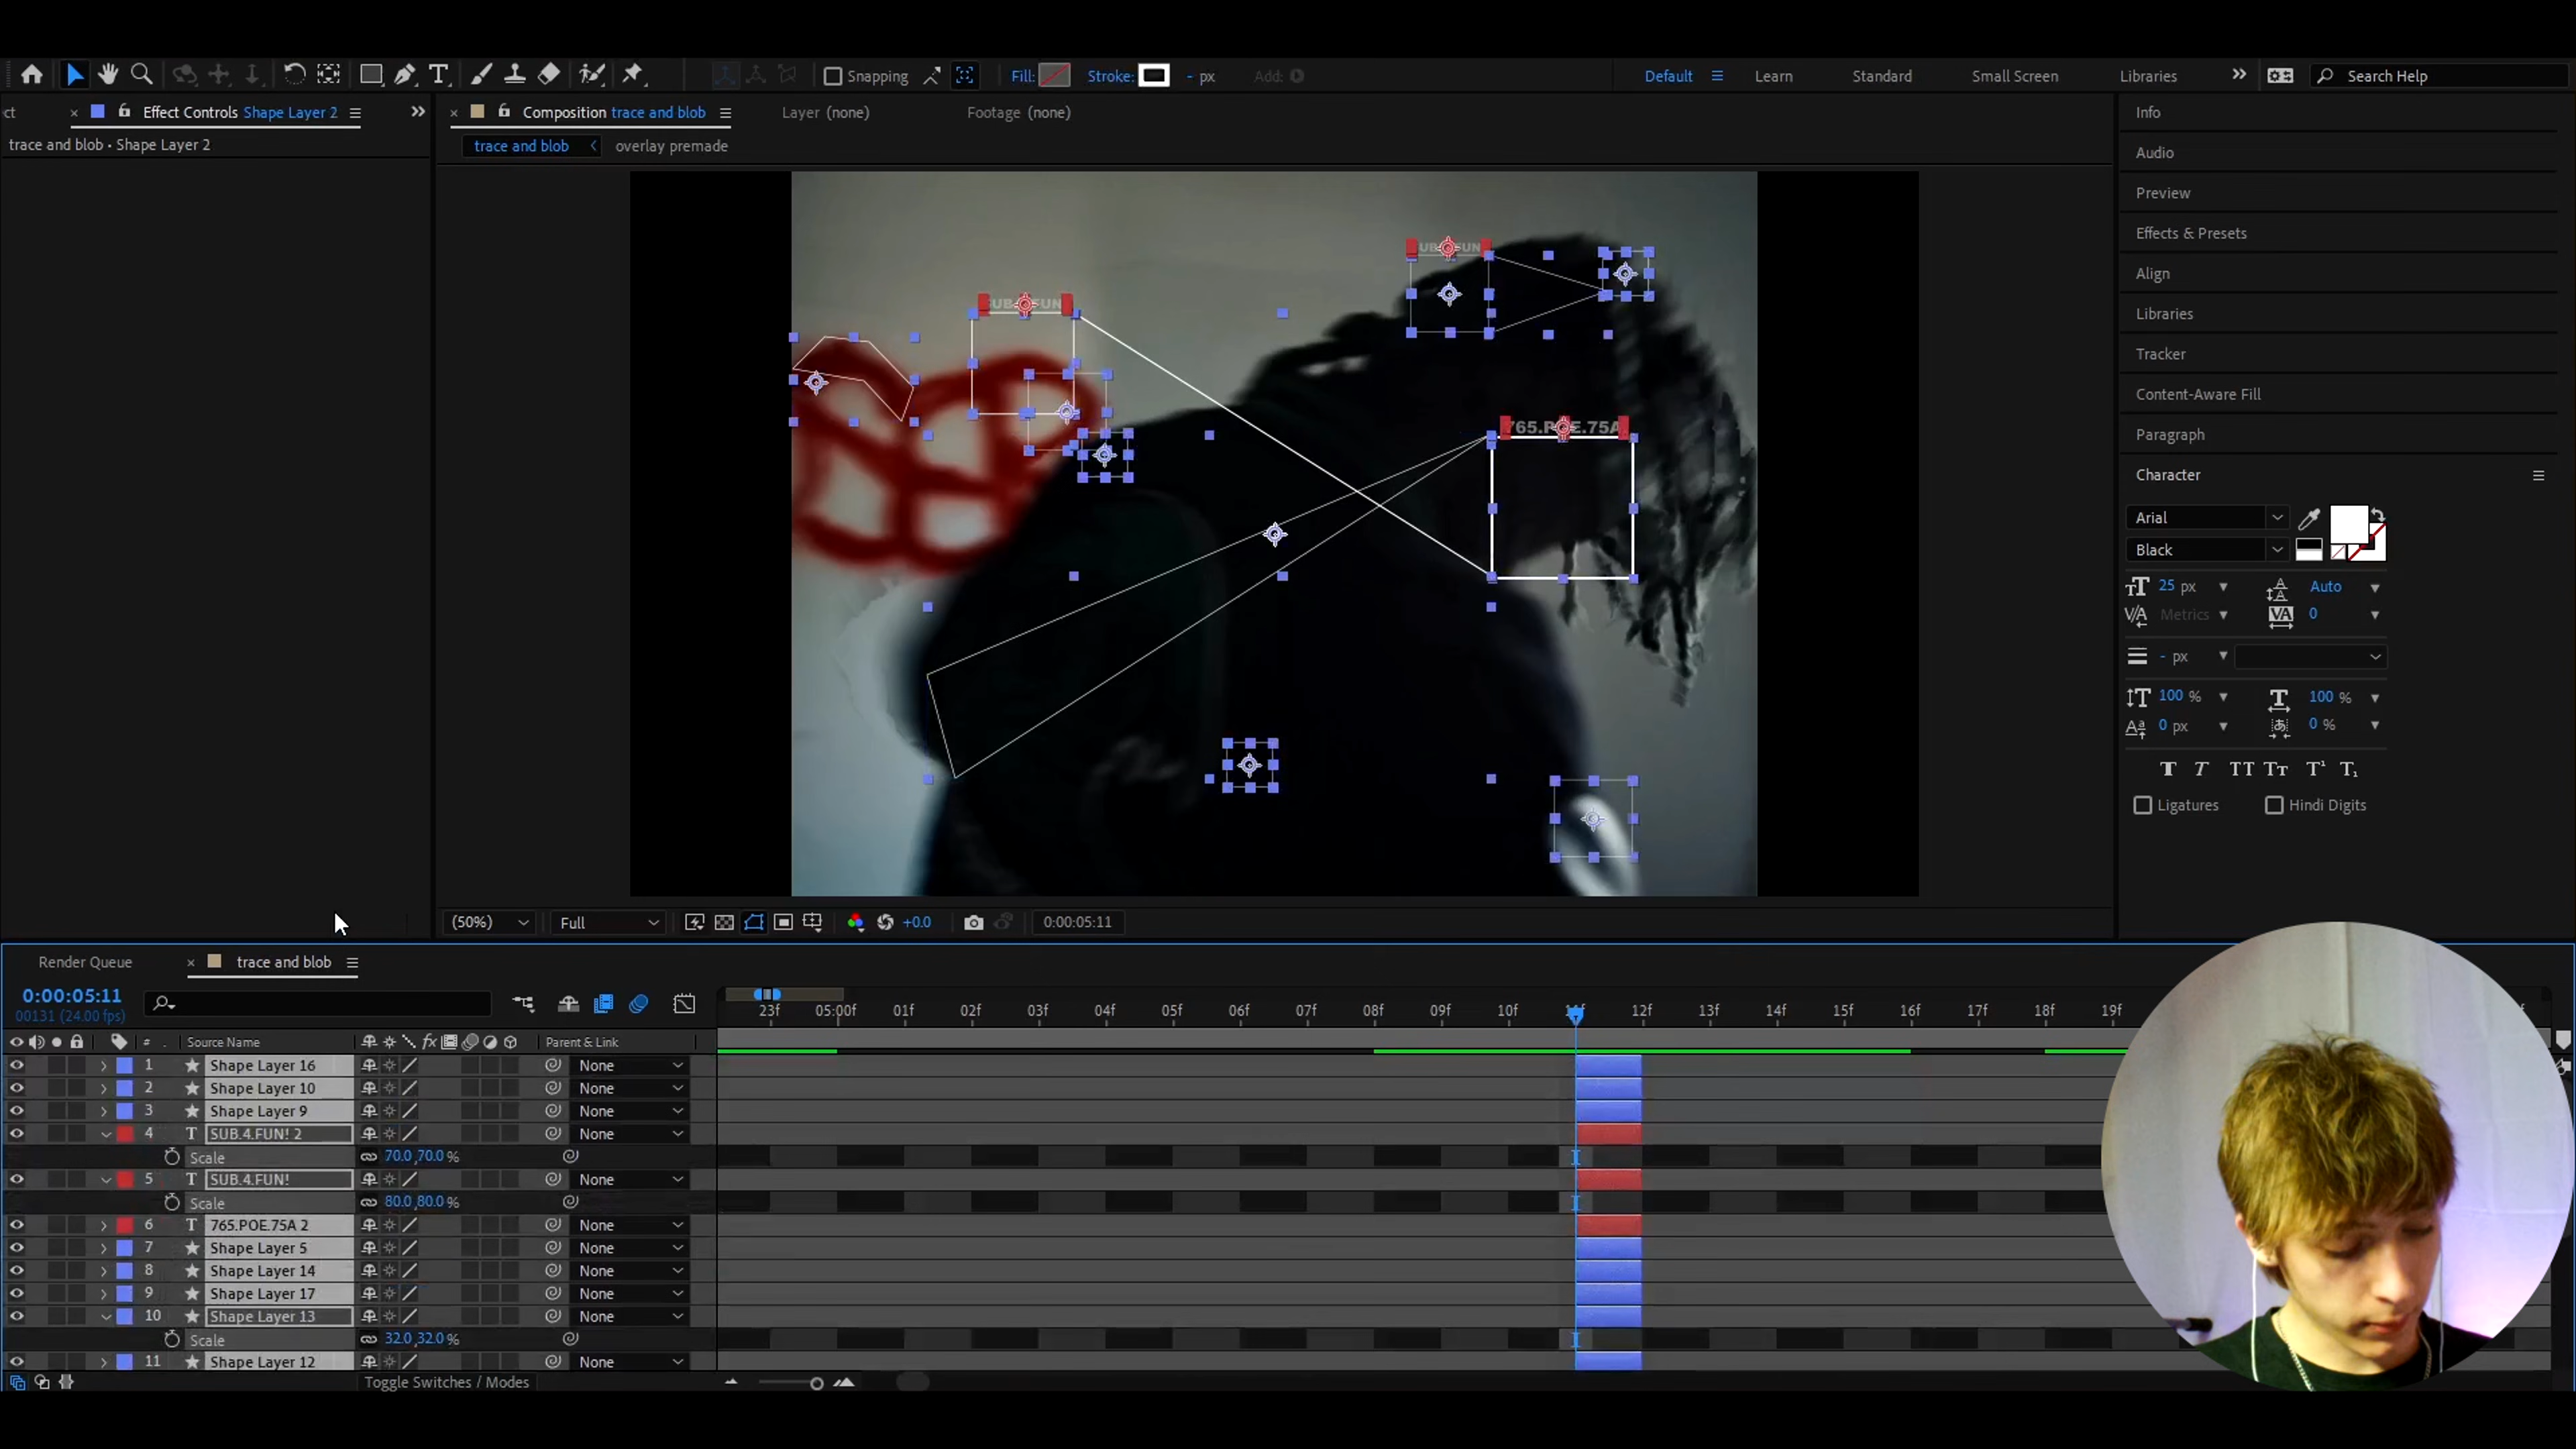 Snapping
Fill:
Stroke:
- px
Add:
Default
Learn
Standard
Small Screen
Libraries
Search Help
ct
Effect Controls Shape Layer 2
Composition trace and blob
Layer (none)
Footage (none)
trace and blob • Shape Layer 2
trace and blob
overlay premade
Info
Audio
Preview
Effects & Presets
Align
Libraries
Tracker
Content-Aware Fill
Paragraph
Character
Arial
Black
25 px
Auto
Metrics
0
- px
100 %
100 %
0 px
0 %
Ligatures
Hindi Digits
765.POE.75A
(50%)
Full
+0.0
0:00:05:11
Render Queue
trace and blob
0:00:05:11
00131 (24.00 fps)
23f 05:00f 01f 02f 03f 04f 05f 06f 07f 08f 09f 10f 11f 12f 13f 14f 15f 16f 17f 18f 19f
# Source Name fx Parent & Link
1 Shape Layer 16 None
2 Shape Layer 10 None
3 Shape Layer 9 None
4 T SUB.4.FUN! 2 None
Scale 70.0,70.0 %
5 T SUB.4.FUN! None
Scale 80.0,80.0 %
6 T 765.POE.75A 2 None
7 Shape Layer 5 None
8 Shape Layer 14 None
9 Shape Layer 17 None
10 Shape Layer 13 None
Scale 32.0,32.0 %
11 Shape Layer 12 None
Toggle Switches / Modes